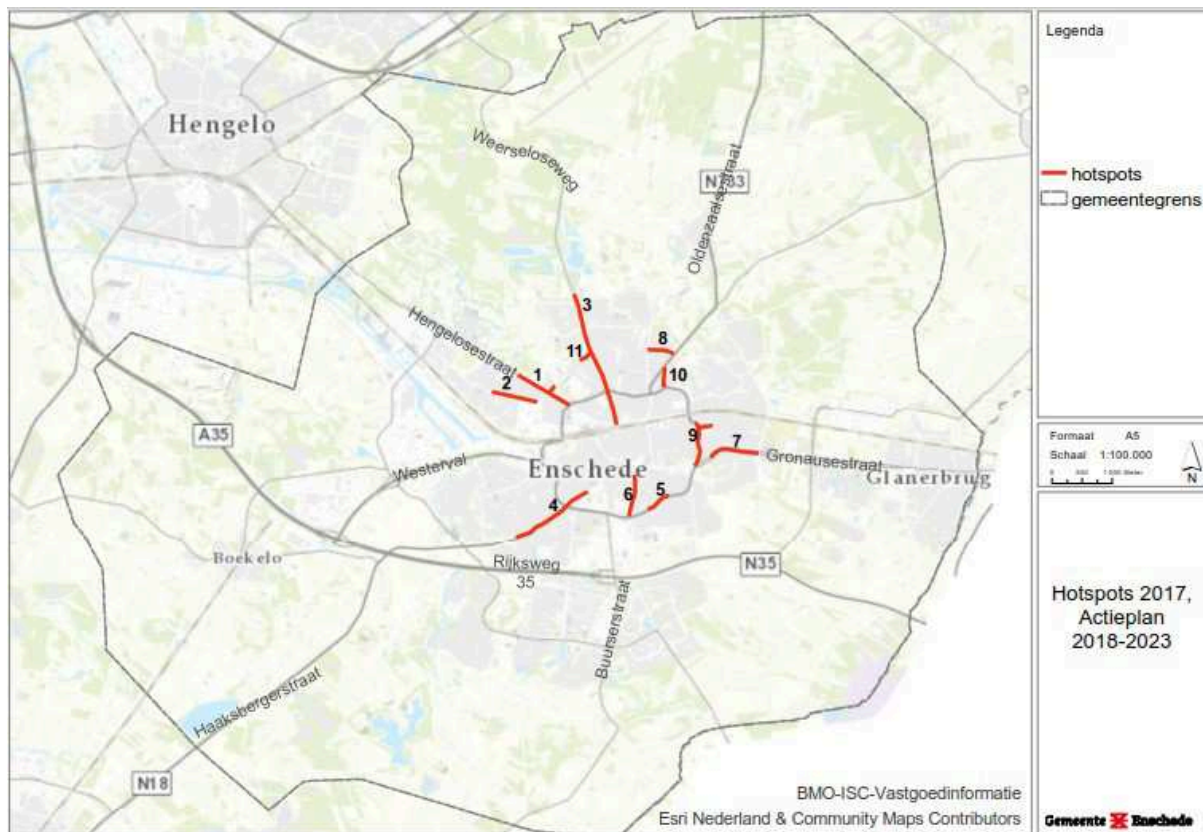 Hengelo
Weerseloseweg
Oldenzaalsestraat
3
Hengelosestraat
11
8
1
10
2
A35
9
7
Westerval
Enschede
Gronausestraat
Glanerbrug
6
5
4
Boekelo
Rijksweg
35
N35
Buurserstraat
Haaksbergerstraat
N18
BMO-ISC-Vastgoedinformatie
Esri Nederland & Community Maps Contributors
Legenda
hotspots
gemeentegrens
Formaat A5
Schaal 1:100.000
N
Hotspots 2017,
Actieplan
2018-2023
Gemeente Enschede